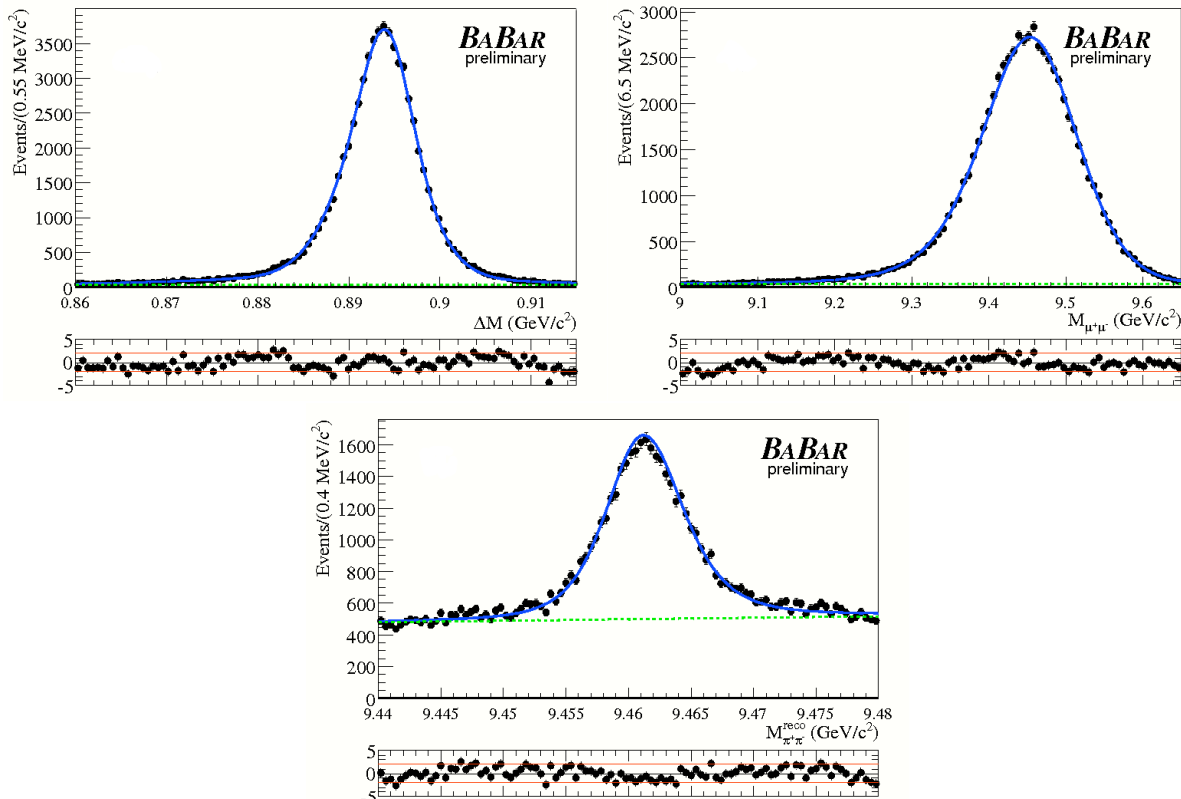 Events/(0.55 MeV/c²)
3500
3000
2500
2000
1500
1000
500
0
BABAR
preliminary
0.86 0.87 0.88 0.89 0.9 0.91
ΔM (GeV/c²)
5
0
-5
Events/(6.5 MeV/c²)
3000
2500
2000
1500
1000
500
0
BABAR
preliminary
9 9.1 9.2 9.3 9.4 9.5 9.6
Mμ⁺μ⁻ (GeV/c²)
5
0
-5
Events/(0.4 MeV/c²)
1600
1400
1200
1000
800
600
400
200
0
BABAR
preliminary
9.44 9.445 9.45 9.455 9.46 9.465 9.47 9.475 9.48
M reco π⁺π⁻ (GeV/c²)
5
0
-5